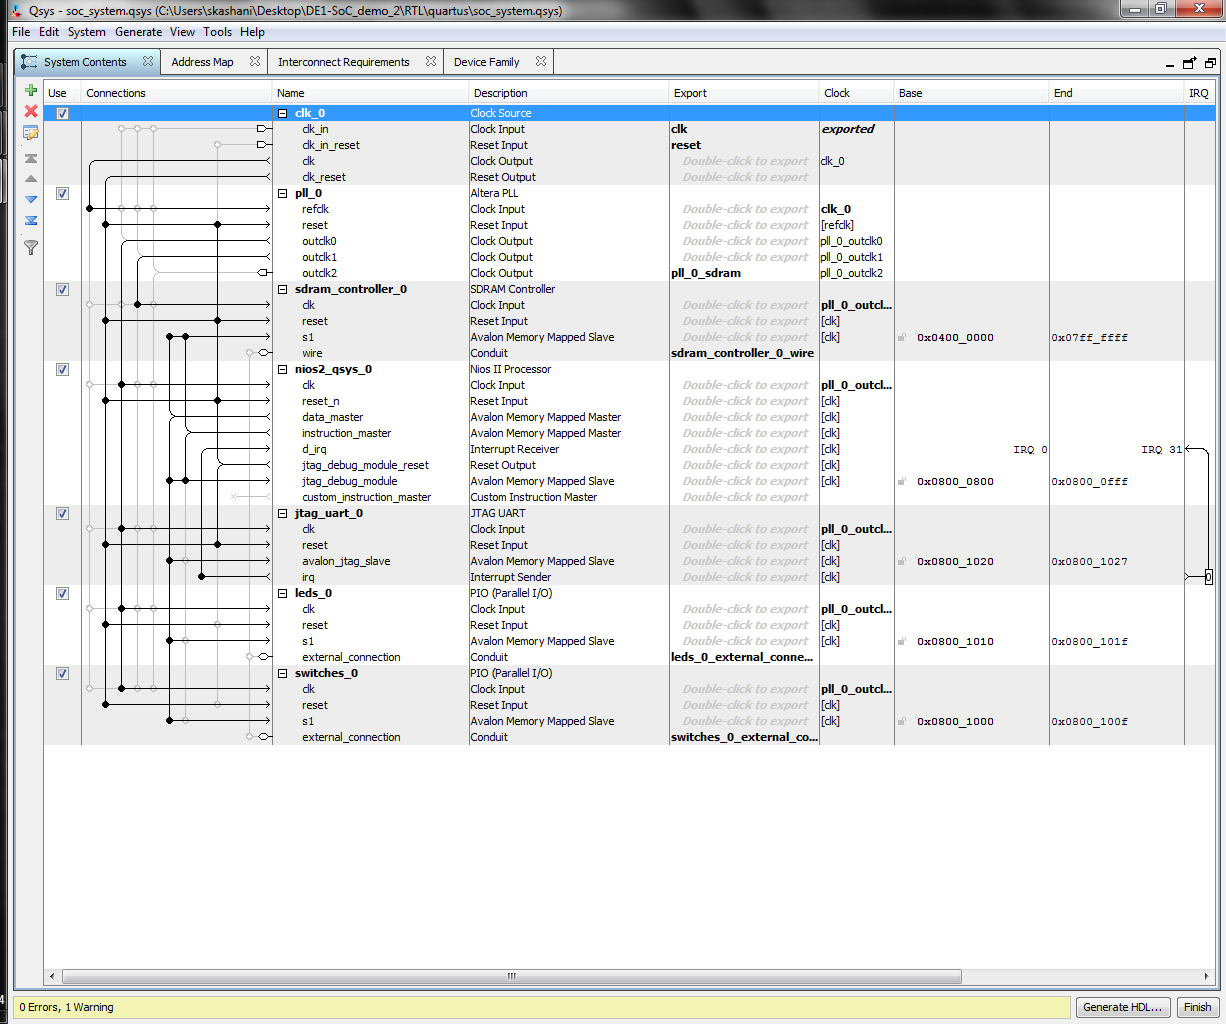 Qsys - soc_system.qsys (C:\Users\skashani\Desktop\DE1-SoC_demo_2\RTL\quartus\soc_system.qsys)
File Edit System Generate View Tools Help
System Contents Address Map Interconnect Requirements Device Family
Use Connections Name Description Export Clock Base End IRQ
clk_0 Clock Source
clk_in Clock Input clk exported
clk_in_reset Reset Input reset
clk Clock Output Double-click to export clk_0
clk_reset Reset Output Double-click to export
pll_0 Altera PLL
refclk Clock Input Double-click to export clk_0
reset Reset Input Double-click to export [refclk]
outclk0 Clock Output Double-click to export pll_0_outclk0
outclk1 Clock Output Double-click to export pll_0_outclk1
outclk2 Clock Output pll_0_sdram pll_0_outclk2
sdram_controller_0 SDRAM Controller
clk Clock Input Double-click to export pll_0_outcl...
reset Reset Input Double-click to export [clk]
s1 Avalon Memory Mapped Slave Double-click to export [clk] 0x0400_0000 0x07ff_ffff
wire Conduit sdram_controller_0_wire
nios2_qsys_0 Nios II Processor
clk Clock Input Double-click to export pll_0_outcl...
reset_n Reset Input Double-click to export [clk]
data_master Avalon Memory Mapped Master Double-click to export [clk]
instruction_master Avalon Memory Mapped Master Double-click to export [clk]
d_irq Interrupt Receiver Double-click to export [clk] IRQ 0 IRQ 31
jtag_debug_module_reset Reset Output Double-click to export [clk]
jtag_debug_module Avalon Memory Mapped Slave Double-click to export [clk] 0x0800_0800 0x0800_0fff
custom_instruction_master Custom Instruction Master Double-click to export
jtag_uart_0 JTAG UART
clk Clock Input Double-click to export pll_0_outcl...
reset Reset Input Double-click to export [clk]
avalon_jtag_slave Avalon Memory Mapped Slave Double-click to export [clk] 0x0800_1020 0x0800_1027
irq Interrupt Sender Double-click to export [clk] 0
leds_0 PIO (Parallel I/O)
clk Clock Input Double-click to export pll_0_outcl...
reset Reset Input Double-click to export [clk]
s1 Avalon Memory Mapped Slave Double-click to export [clk] 0x0800_1010 0x0800_101f
external_connection Conduit leds_0_external_conne...
switches_0 PIO (Parallel I/O)
clk Clock Input Double-click to export pll_0_outcl...
reset Reset Input Double-click to export [clk]
s1 Avalon Memory Mapped Slave Double-click to export [clk] 0x0800_1000 0x0800_100f
external_connection Conduit switches_0_external_co...
0 Errors, 1 Warning Generate HDL... Finish